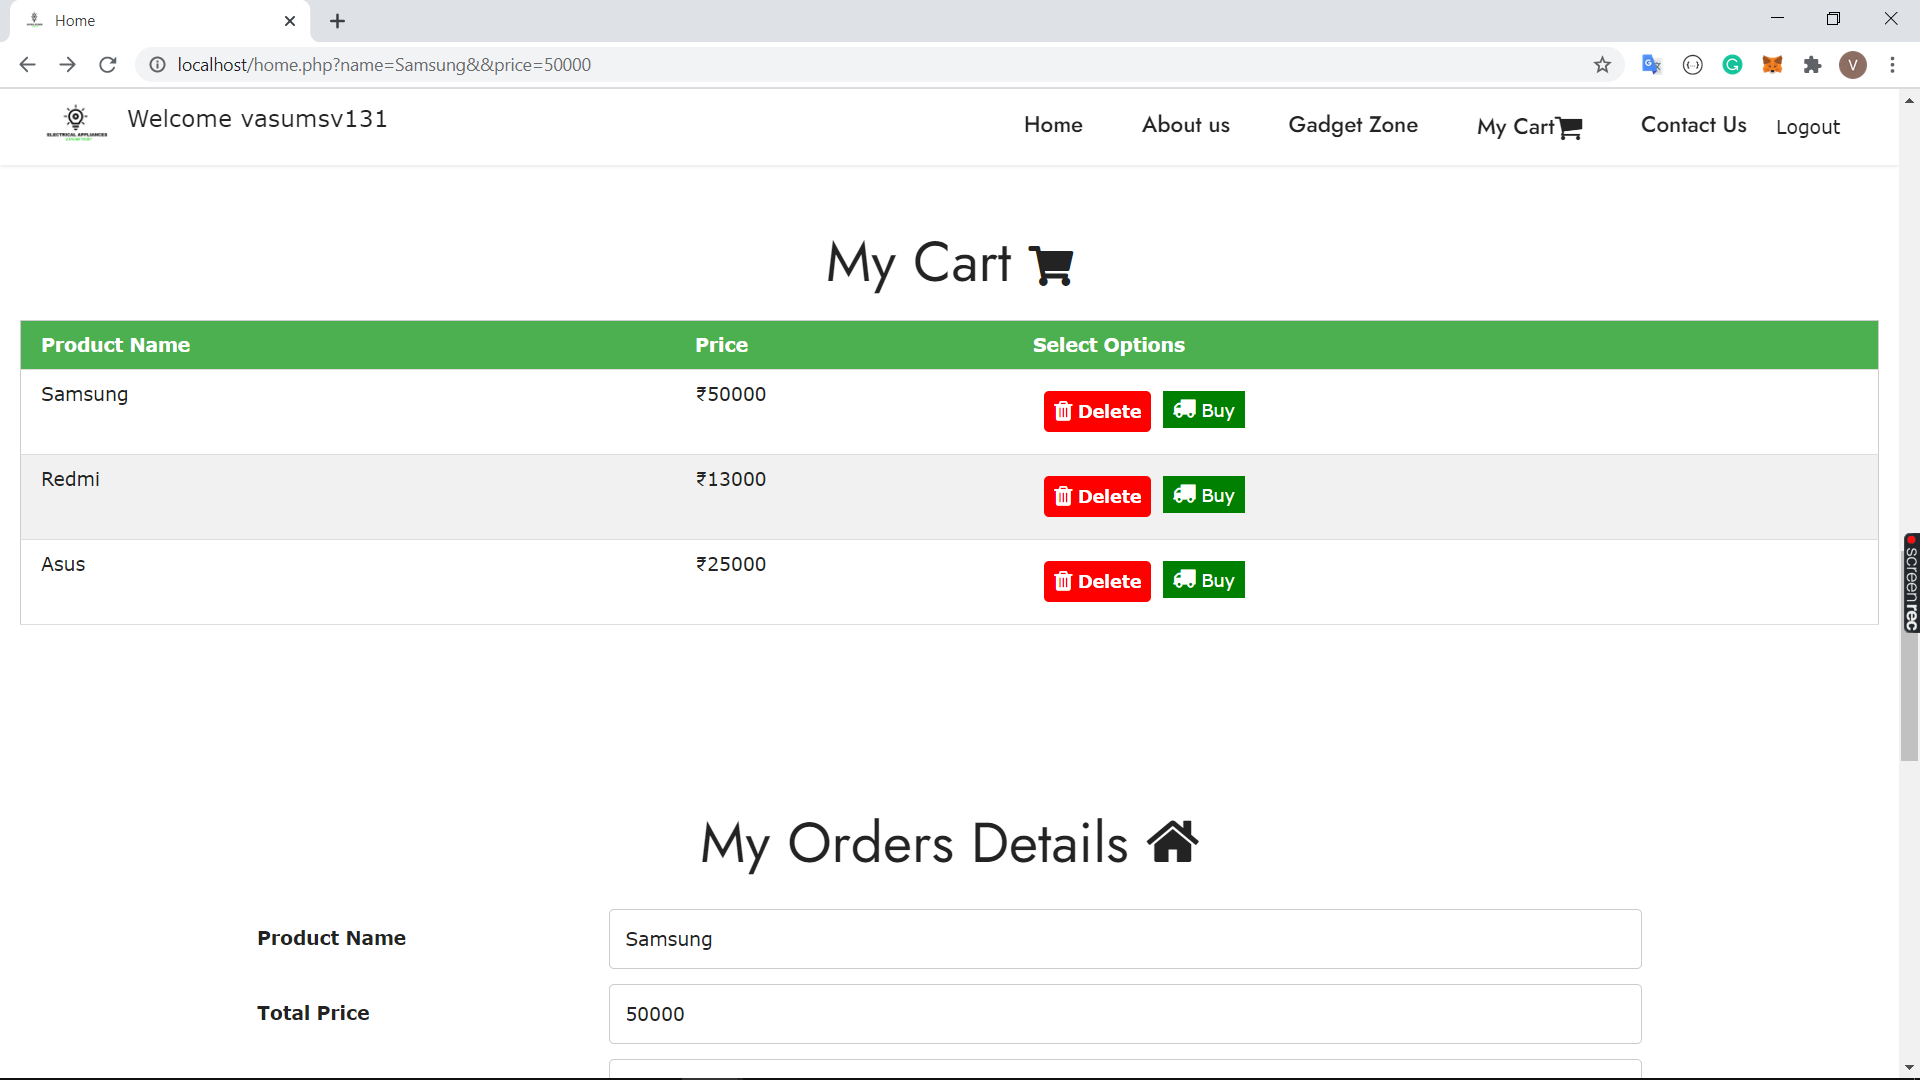 Home
localhost/home.php?name=Samsung&&price=50000
V
ELECTRICAL APPLIANCES
Welcome vasumsv131
Home
About us
Gadget Zone
My Cart
Contact Us
Logout
My Cart
Product Name Price Select Options
Samsung ₹50000 Delete Buy
Redmi ₹13000 Delete Buy
Asus ₹25000 Delete Buy
screenrec
My Orders Details
Product Name Samsung
Total Price 50000